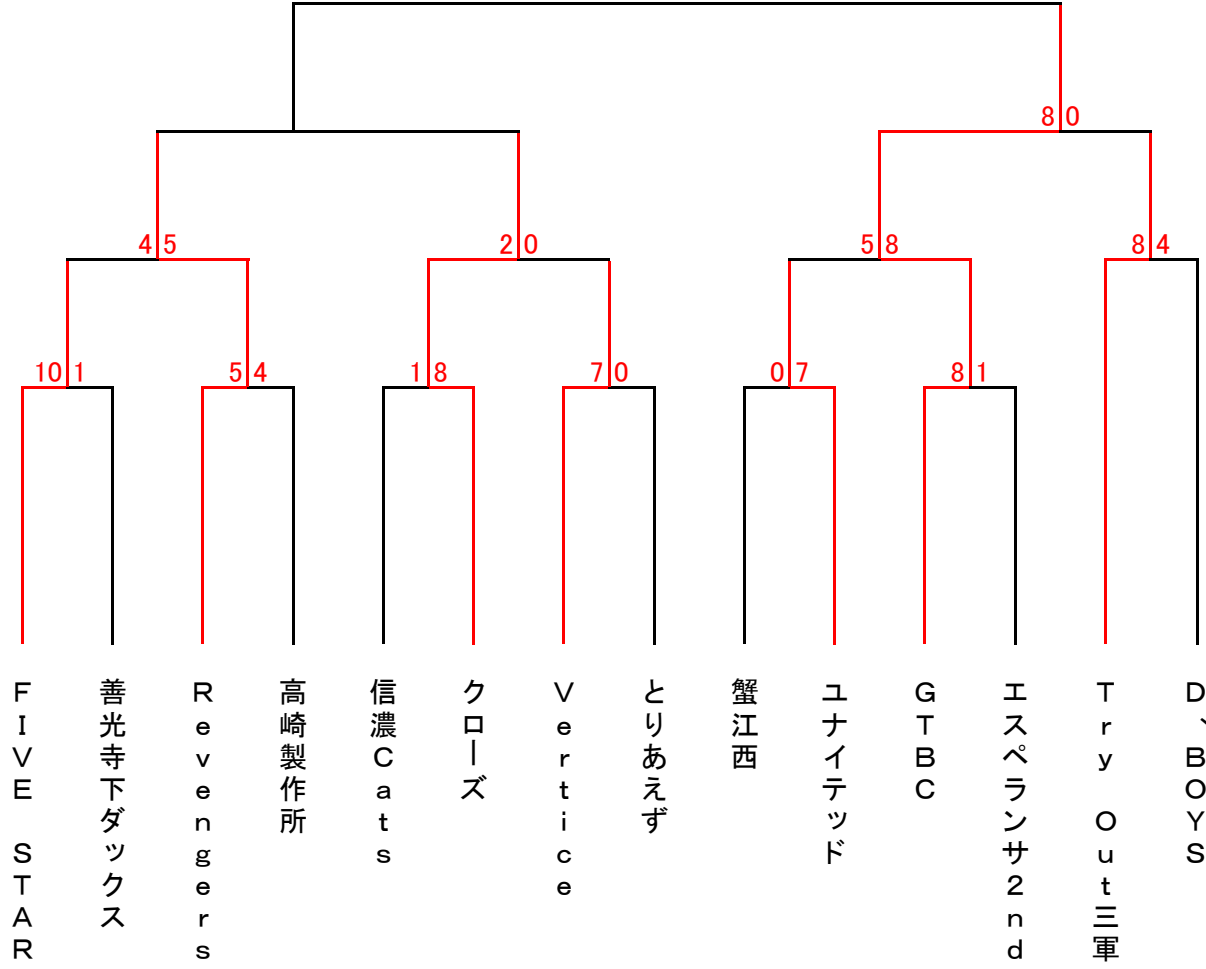 8 0
4 5
2 0
5 8
8 4
10 1
5 4
1 8
7 0
0 7
8 1
FIVE STAR
善光寺下ダックス
Revengers
高崎製作所
信濃Cats
クローズ
Vertice
とりあえず
蟹江西
ユナイテッド
GTBC
エスペランサ2nd
Try Out三軍
D、BOYS